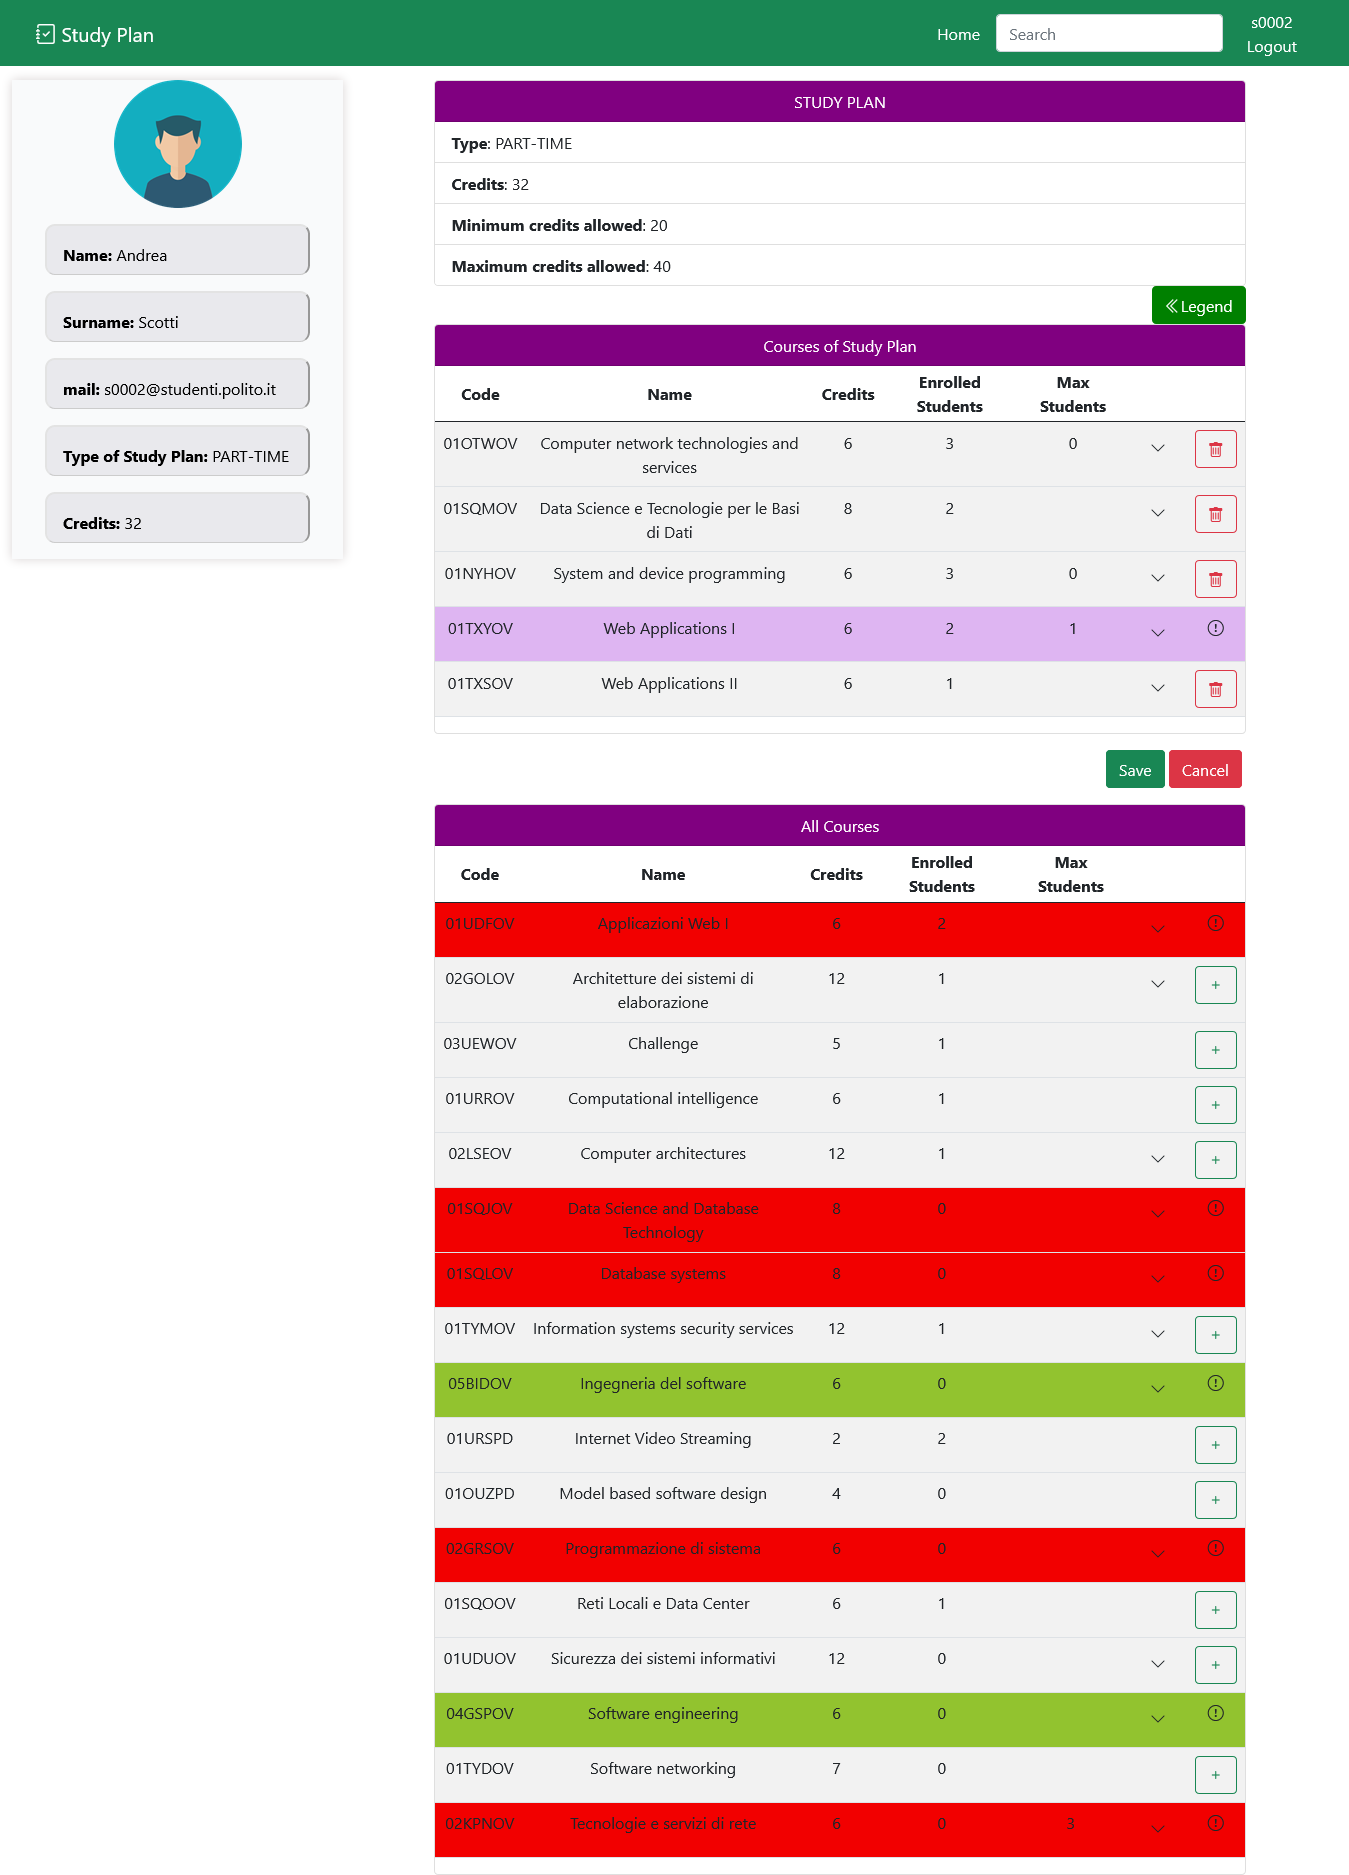 Study Plan
Home
Search
s0002
Logout
Name: Andrea
Surname: Scotti
mail: s0002@studenti.polito.it
Type of Study Plan: PART-TIME
Credits: 32
STUDY PLAN
Type: PART-TIME
Credits: 32
Minimum credits allowed: 20
Maximum credits allowed: 40
Legend
Courses of Study Plan
Code Name Credits Enrolled Students Max Students
01OTWOV Computer network technologies and services 6 3 0
01SQMOV Data Science e Tecnologie per le Basi di Dati 8 2
01NYHOV System and device programming 6 3 0
01TXYOV Web Applications I 6 2 1
01TXSOV Web Applications II 6 1
Save Cancel
All Courses
Code Name Credits Enrolled Students Max Students
01UDFOV Applicazioni Web I 6 2
02GOLOV Architetture dei sistemi di elaborazione 12 1
03UEWOV Challenge 5 1
01URROV Computational intelligence 6 1
02LSEOV Computer architectures 12 1
01SQJOV Data Science and Database Technology 8 0
01SQLOV Database systems 8 0
01TYMOV Information systems security services 12 1
05BIDOV Ingegneria del software 6 0
01URSPD Internet Video Streaming 2 2
01OUZPD Model based software design 4 0
02GRSOV Programmazione di sistema 6 0
01SQOOV Reti Locali e Data Center 6 1
01UDUOV Sicurezza dei sistemi informativi 12 0
04GSPOV Software engineering 6 0
01TYDOV Software networking 7 0
02KPNOV Tecnologie e servizi di rete 6 0 3